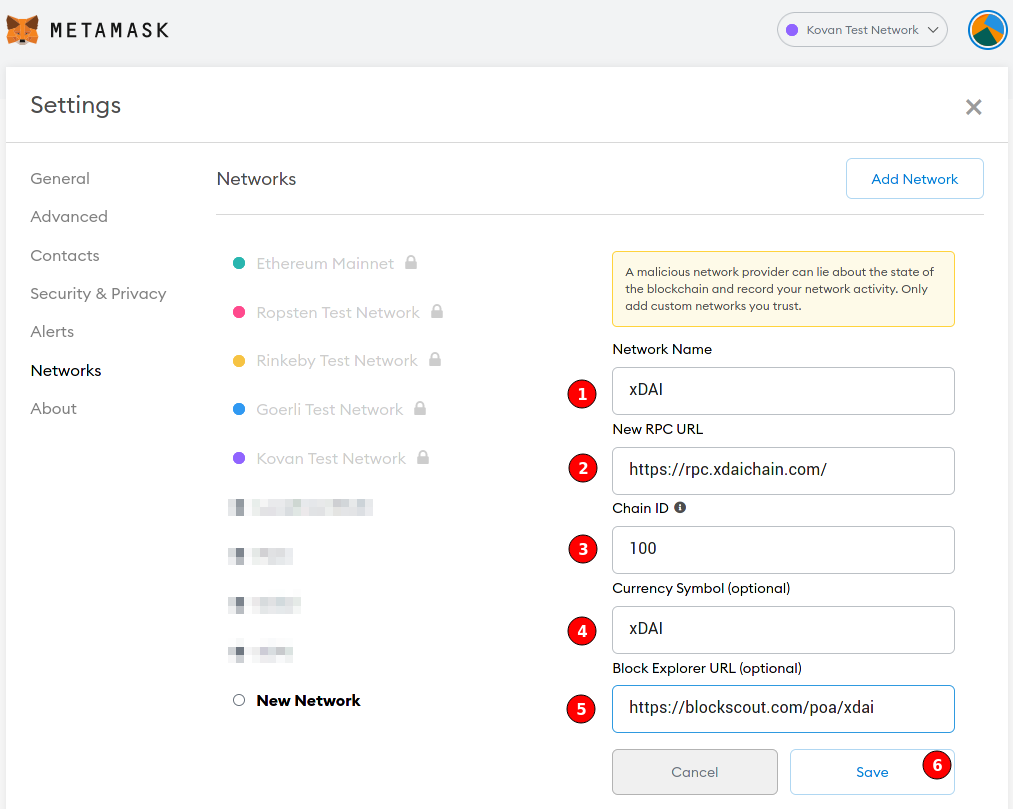 METAMASK
Kovan Test Network
Settings
General
Advanced
Contacts
Security & Privacy
Alerts
Networks
About
Networks
Add Network
Ethereum Mainnet
Ropsten Test Network
Rinkeby Test Network
Goerli Test Network
Kovan Test Network
New Network
A malicious network provider can lie about the state of
the blockchain and record your network activity. Only
add custom networks you trust.
Network Name
1
xDAI
New RPC URL
2
https://rpc.xdaichain.com/
Chain ID
3
100
Currency Symbol (optional)
4
xDAI
Block Explorer URL (optional)
5
https://blockscout.com/poa/xdai
Cancel
Save
6